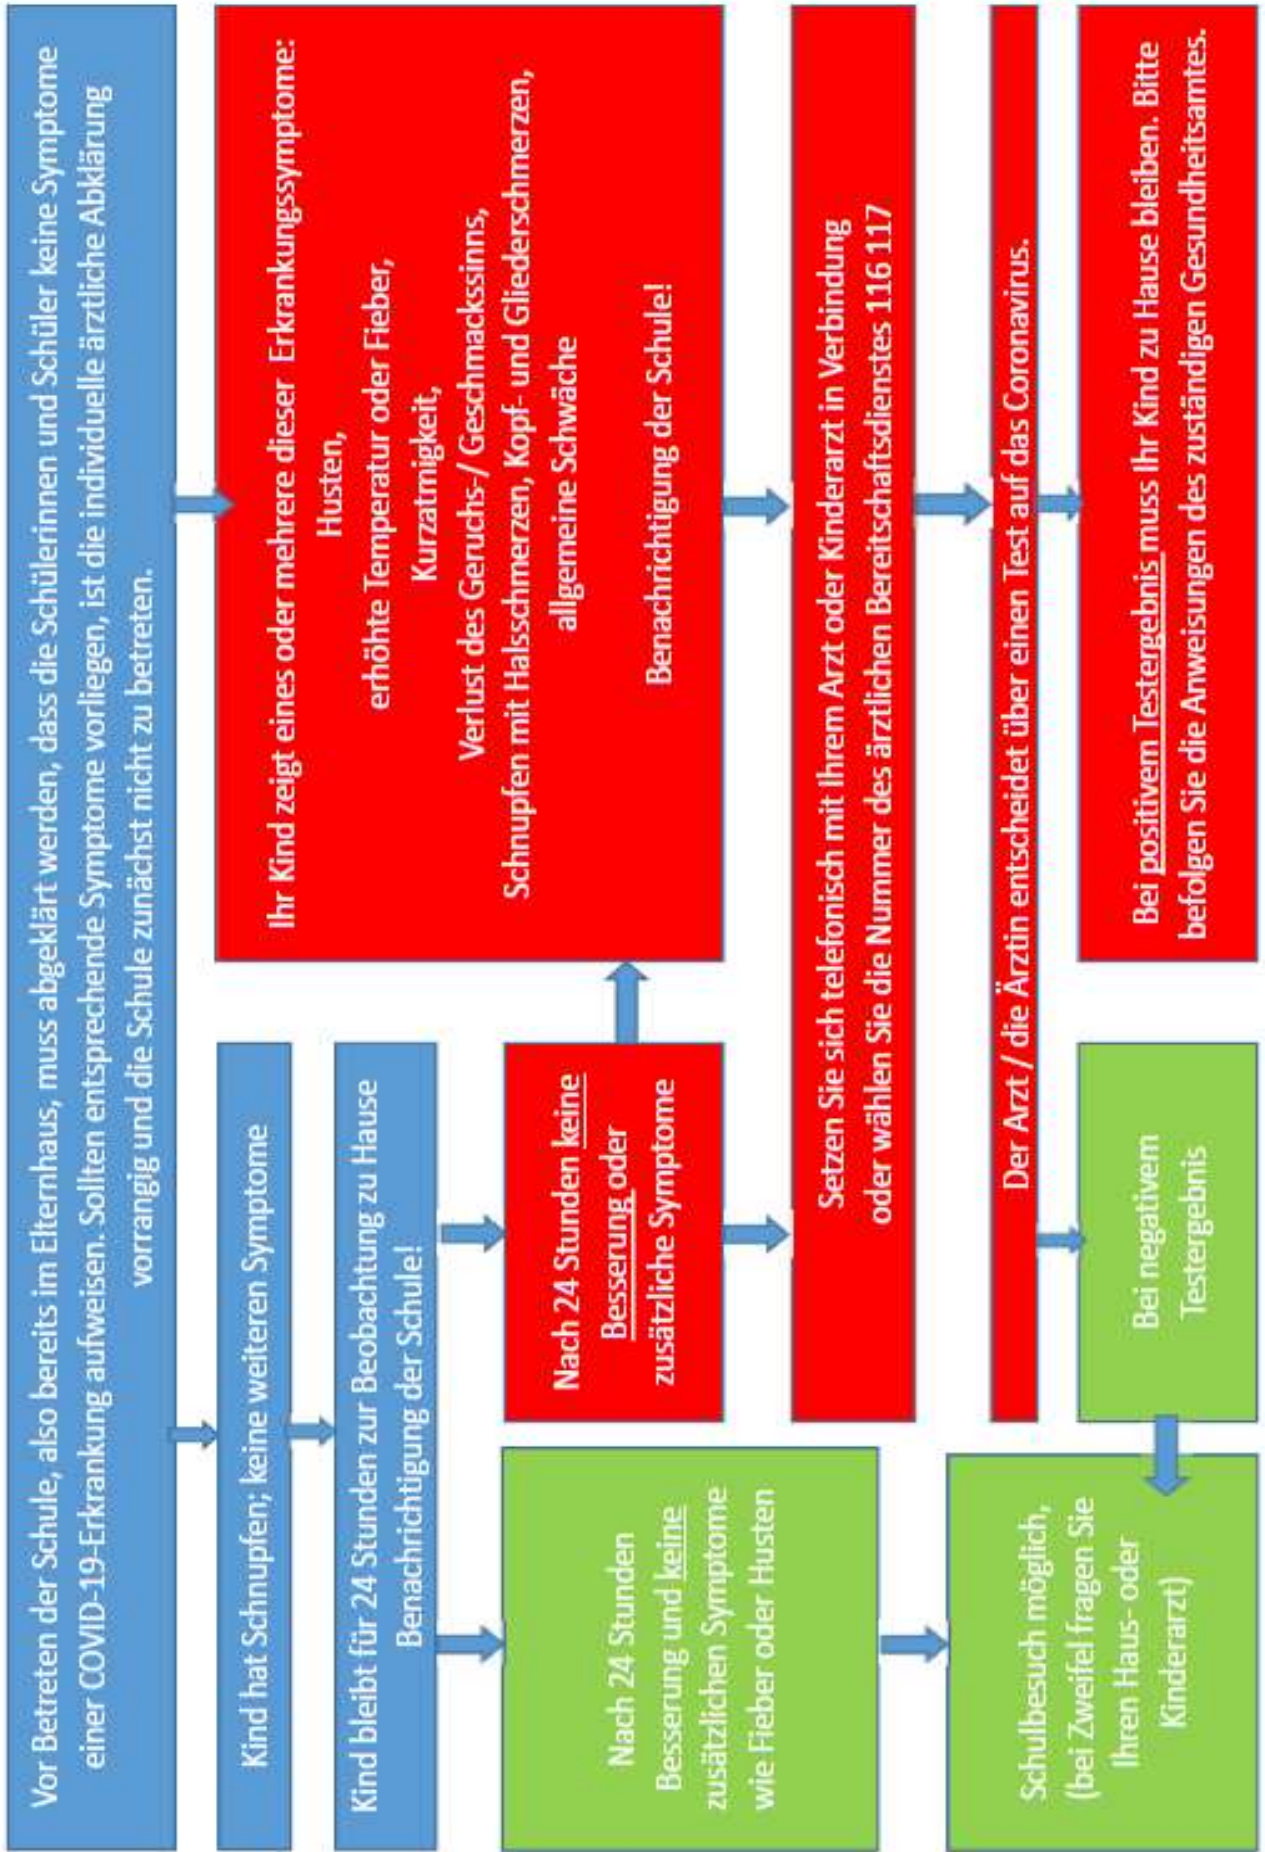 Vor Betreten der Schule, also bereits im Elternhaus, muss abgeklärt werden, dass die Schülerinnen und Schüler keine Symptome
einer COVID-19-Erkrankung aufweisen. Sollten entsprechende Symptome vorliegen, ist die individuelle ärztliche Abklärung
vorrangig und die Schule zunächst nicht zu betreten.
Kind hat Schnupfen; keine weiteren Symptome
Kind bleibt für 24 Stunden zur Beobachtung zu Hause
Benachrichtigung der Schule!
Nach 24 Stunden
Besserung und keine
zusätzlichen Symptome
wie Fieber oder Husten
Nach 24 Stunden keine
Besserung oder
zusätzliche Symptome
Ihr Kind zeigt eines oder mehrere dieser Erkrankungssymptome:
Husten,
erhöhte Temperatur oder Fieber,
Kurzatmigkeit,
Verlust des Geruchs-/ Geschmackssinns,
Schnupfen mit Halsschmerzen, Kopf- und Gliederschmerzen,
allgemeine Schwäche
Benachrichtigung der Schule!
Setzen Sie sich telefonisch mit Ihrem Arzt oder Kinderarzt in Verbindung
oder wählen Sie die Nummer des ärztlichen Bereitschaftsdienstes 116 117
Der Arzt / die Ärztin entscheidet über einen Test auf das Coronavirus.
Schulbesuch möglich,
(bei Zweifel fragen Sie
Ihren Haus- oder
Kinderarzt)
Bei negativem
Testergebnis
Bei positivem Testergebnis muss Ihr Kind zu Hause bleiben. Bitte
befolgen Sie die Anweisungen des zuständigen Gesundheitsamtes.